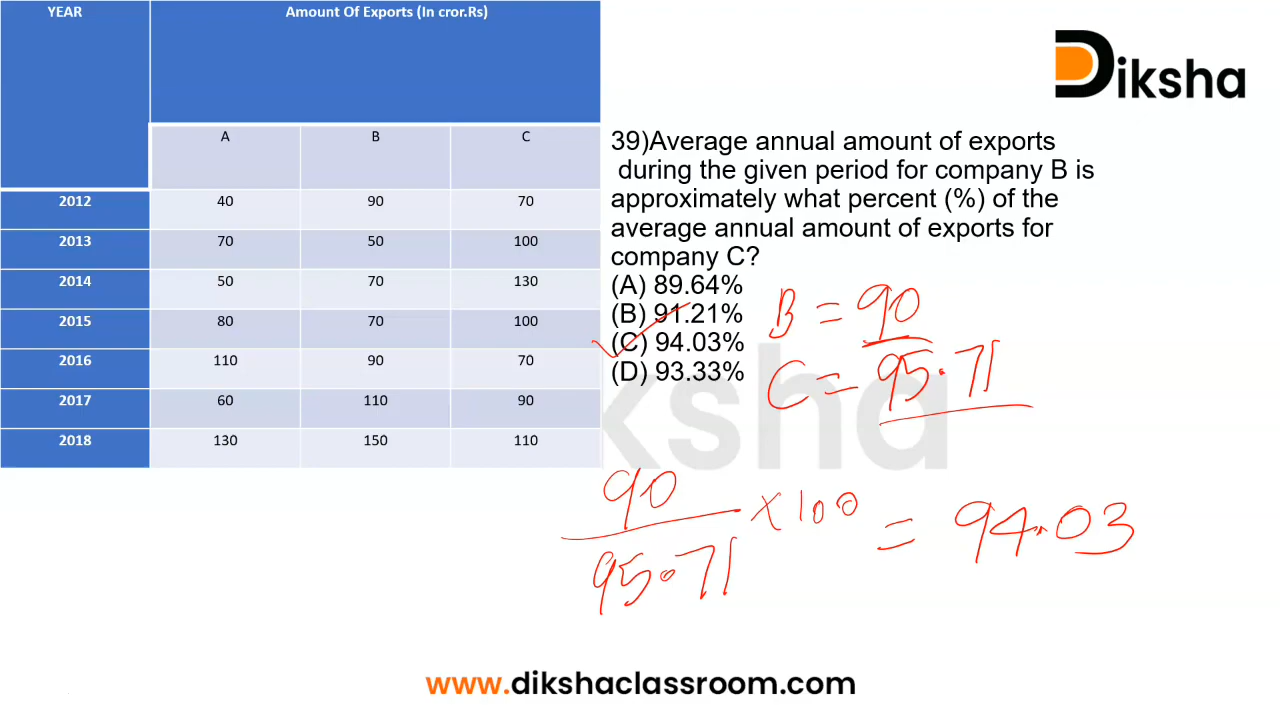 YEAR Amount Of Exports (In cror.Rs)
A B C
2012 40 90 70
2013 70 50 100
2014 50 70 130
2015 80 70 100
2016 110 90 70
2017 60 110 90
2018 130 150 110
Diksha
39)Average annual amount of exports
during the given period for company B is
approximately what percent (%) of the
average annual amount of exports for
company C?
(A) 89.64%
(B) 91.21%
(C) 94.03%
(D) 93.33%
B = 90
C = 95.71
90
95.71
× 100 = 94.03
ksha
www.dikshaclassroom.com